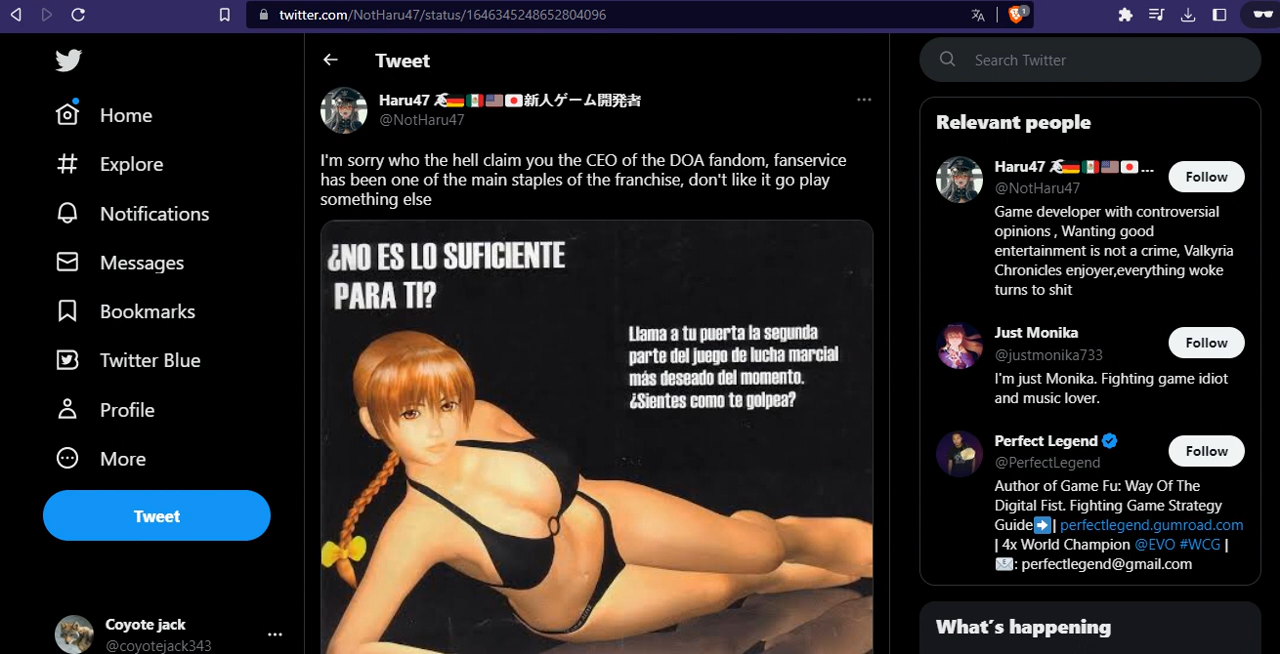 twitter.com/NotHaru47/status/1646345248652804096
1
Home
Explore
Notifications
Messages
Bookmarks
Twitter Blue
Profile
More
Tweet
Coyote jack
@coyotejack343
Tweet
Haru47 🇩🇪🇲🇽🇺🇸🇯🇵新人ゲーム開発者
@NotHaru47
I'm sorry who the hell claim you the CEO of the DOA fandom, fanservice
has been one of the main staples of the franchise, don't like it go play
something else
¿NO ES LO SUFICIENTE
PARA TI?
Llama a tu puerta la segunda
parte del juego de lucha marcial
más deseado del momento.
¿Sientes como te golpea?
Search Twitter
Relevant people
Haru47 🇩🇪🇲🇽🇺🇸🇯🇵...
@NotHaru47
Follow
Game developer with controversial
opinions , Wanting good
entertainment is not a crime, Valkyria
Chronicles enjoyer,everything woke
turns to shit
Just Monika
@justmonika733
Follow
I'm just Monika. Fighting game idiot
and music lover.
Perfect Legend
@PerfectLegend
Follow
Author of Game Fu: Way Of The
Digital Fist. Fighting Game Strategy
Guide➡️| perfectlegend.gumroad.com
| 4x World Champion @EVO #WCG |
📧: perfectlegend@gmail.com
What's happening